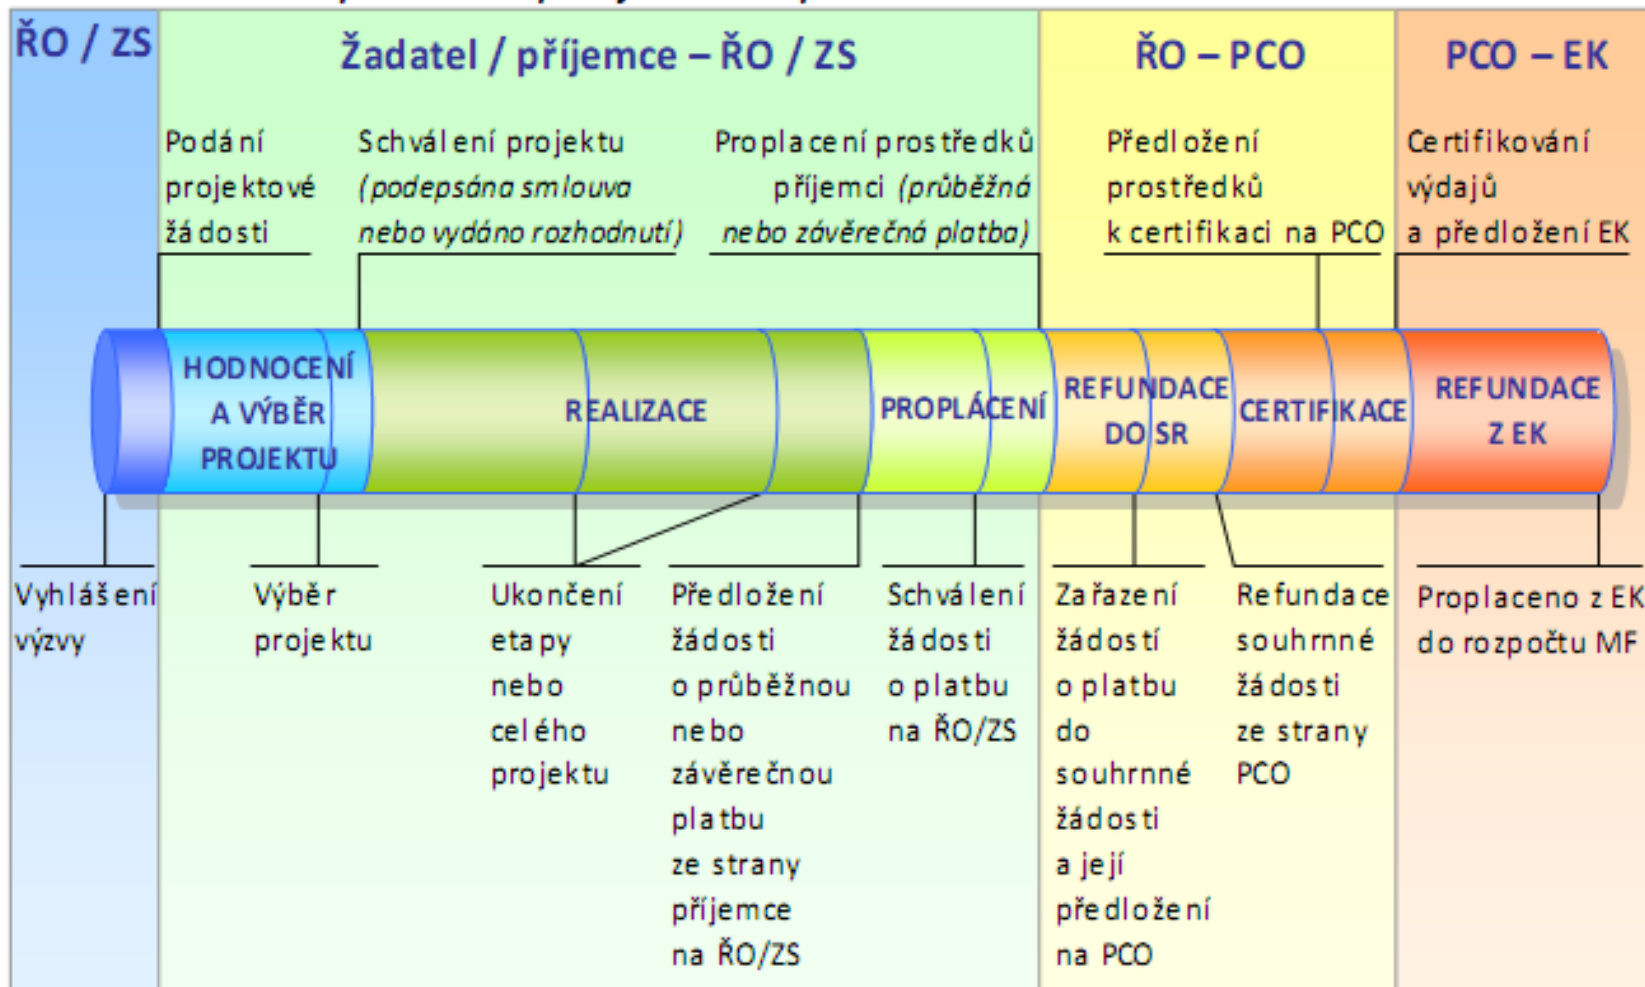 ŘO / ZS
Žadatel / příjemce – ŘO / ZS
ŘO – PCO
PCO – EK
Podání
projektové
žádosti
Schválení projektu
(podepsána smlouva
nebo vydáno rozhodnutí)
Proplacení prostředků
příjemci (průběžná
nebo závěrečná platba)
Předložení
prostředků
k certifikaci na PCO
Certifikování
výdajů
a předložení EK
HODNOCENÍ
A VÝBĚR
PROJEKTU
REALIZACE
PROPLÁCENÍ
REFUNDACE
DO SR
CERTIFIKACE
REFUNDACE
Z EK
Vyhlášení
výzvy
Výběr
projektu
Ukončení
etapy
nebo
celého
projektu
Předložení
žádosti
o průběžnou
nebo
závěrečnou
platbu
ze strany
příjemce
na ŘO/ZS
Schválení
žádosti
o platbu
na ŘO/ZS
Zařazení
žádostí
o platbu
do
souhrnné
žádosti
a její
předložení
na PCO
Refundace
souhrnné
žádosti
ze strany
PCO
Proplaceno z EK
do rozpočtu MF